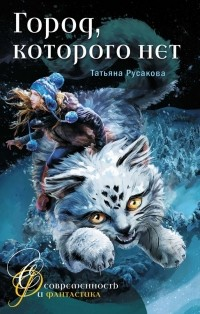 Город,
которого нет
Татьяна Русакова
современность
и фантастика